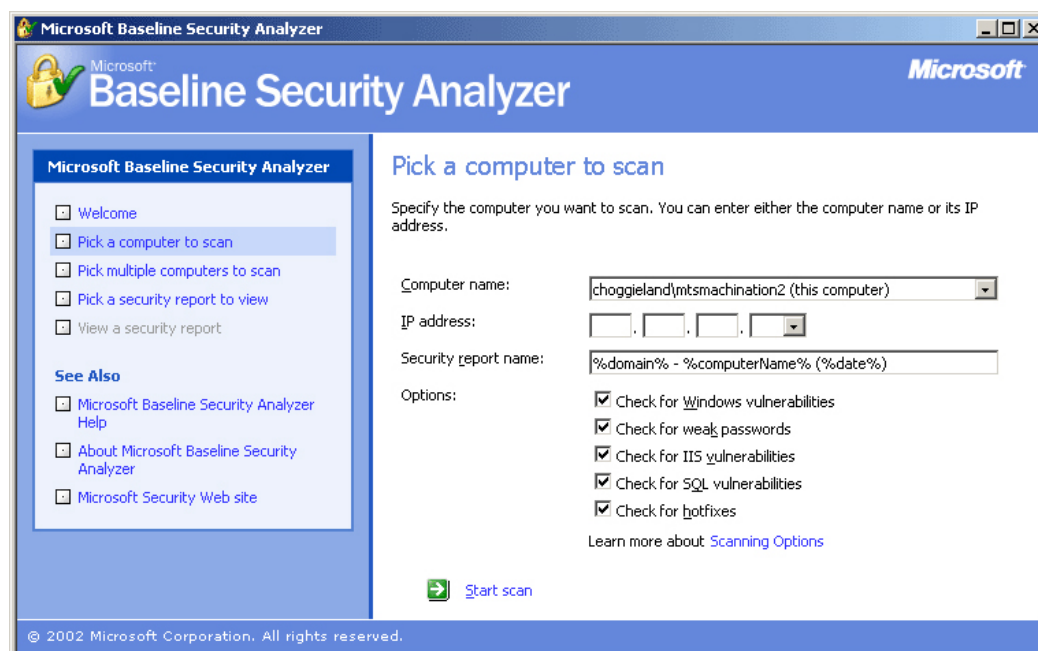 Microsoft Baseline Security Analyzer
Microsoft
Baseline Security Analyzer
Microsoft
Microsoft Baseline Security Analyzer
Welcome
Pick a computer to scan
Pick multiple computers to scan
Pick a security report to view
View a security report
See Also
Microsoft Baseline Security Analyzer
Help
About Microsoft Baseline Security
Analyzer
Microsoft Security Web site
Pick a computer to scan
Specify the computer you want to scan. You can enter either the computer name or its IP
address.
Computer name:
choggieland\mtsmachination2 (this computer)
IP address:
. . .
Security report name:
%domain% - %computerName% (%date%)
Options:
Check for Windows vulnerabilities
Check for weak passwords
Check for IIS vulnerabilities
Check for SQL vulnerabilities
Check for hotfixes
Learn more about Scanning Options
Start scan
© 2002 Microsoft Corporation. All rights reserved.